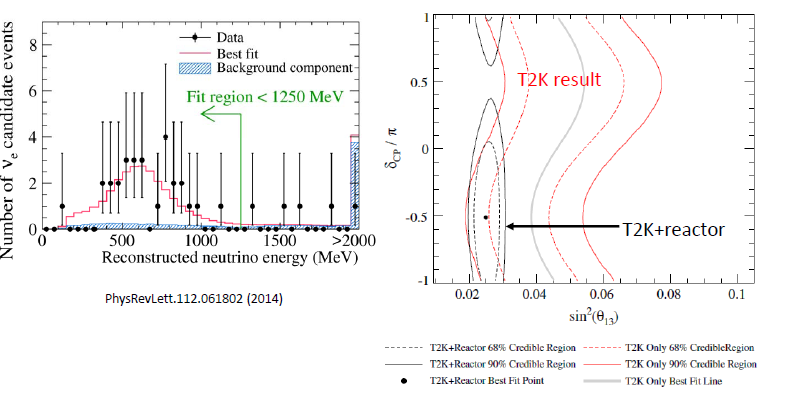 Number of νe candidate events
8
6
4
2
0
Data
Best fit
Background component
Fit region < 1250 MeV
0 500 1000 1500 >2000
Reconstructed neutrino energy (MeV)
PhysRevLett.112.061802 (2014)
δCP / π
1
0.5
0
-0.5
-1
T2K result
T2K+reactor
0.02 0.04 0.06 0.08 0.1
sin²(θ13)
T2K+Reactor 68% Credible Region
T2K+Reactor 90% Credible Region
T2K+Reactor Best Fit Point
T2K Only 68% CredibleRegion
T2K Only 90% Credible Region
T2K Only Best Fit Line